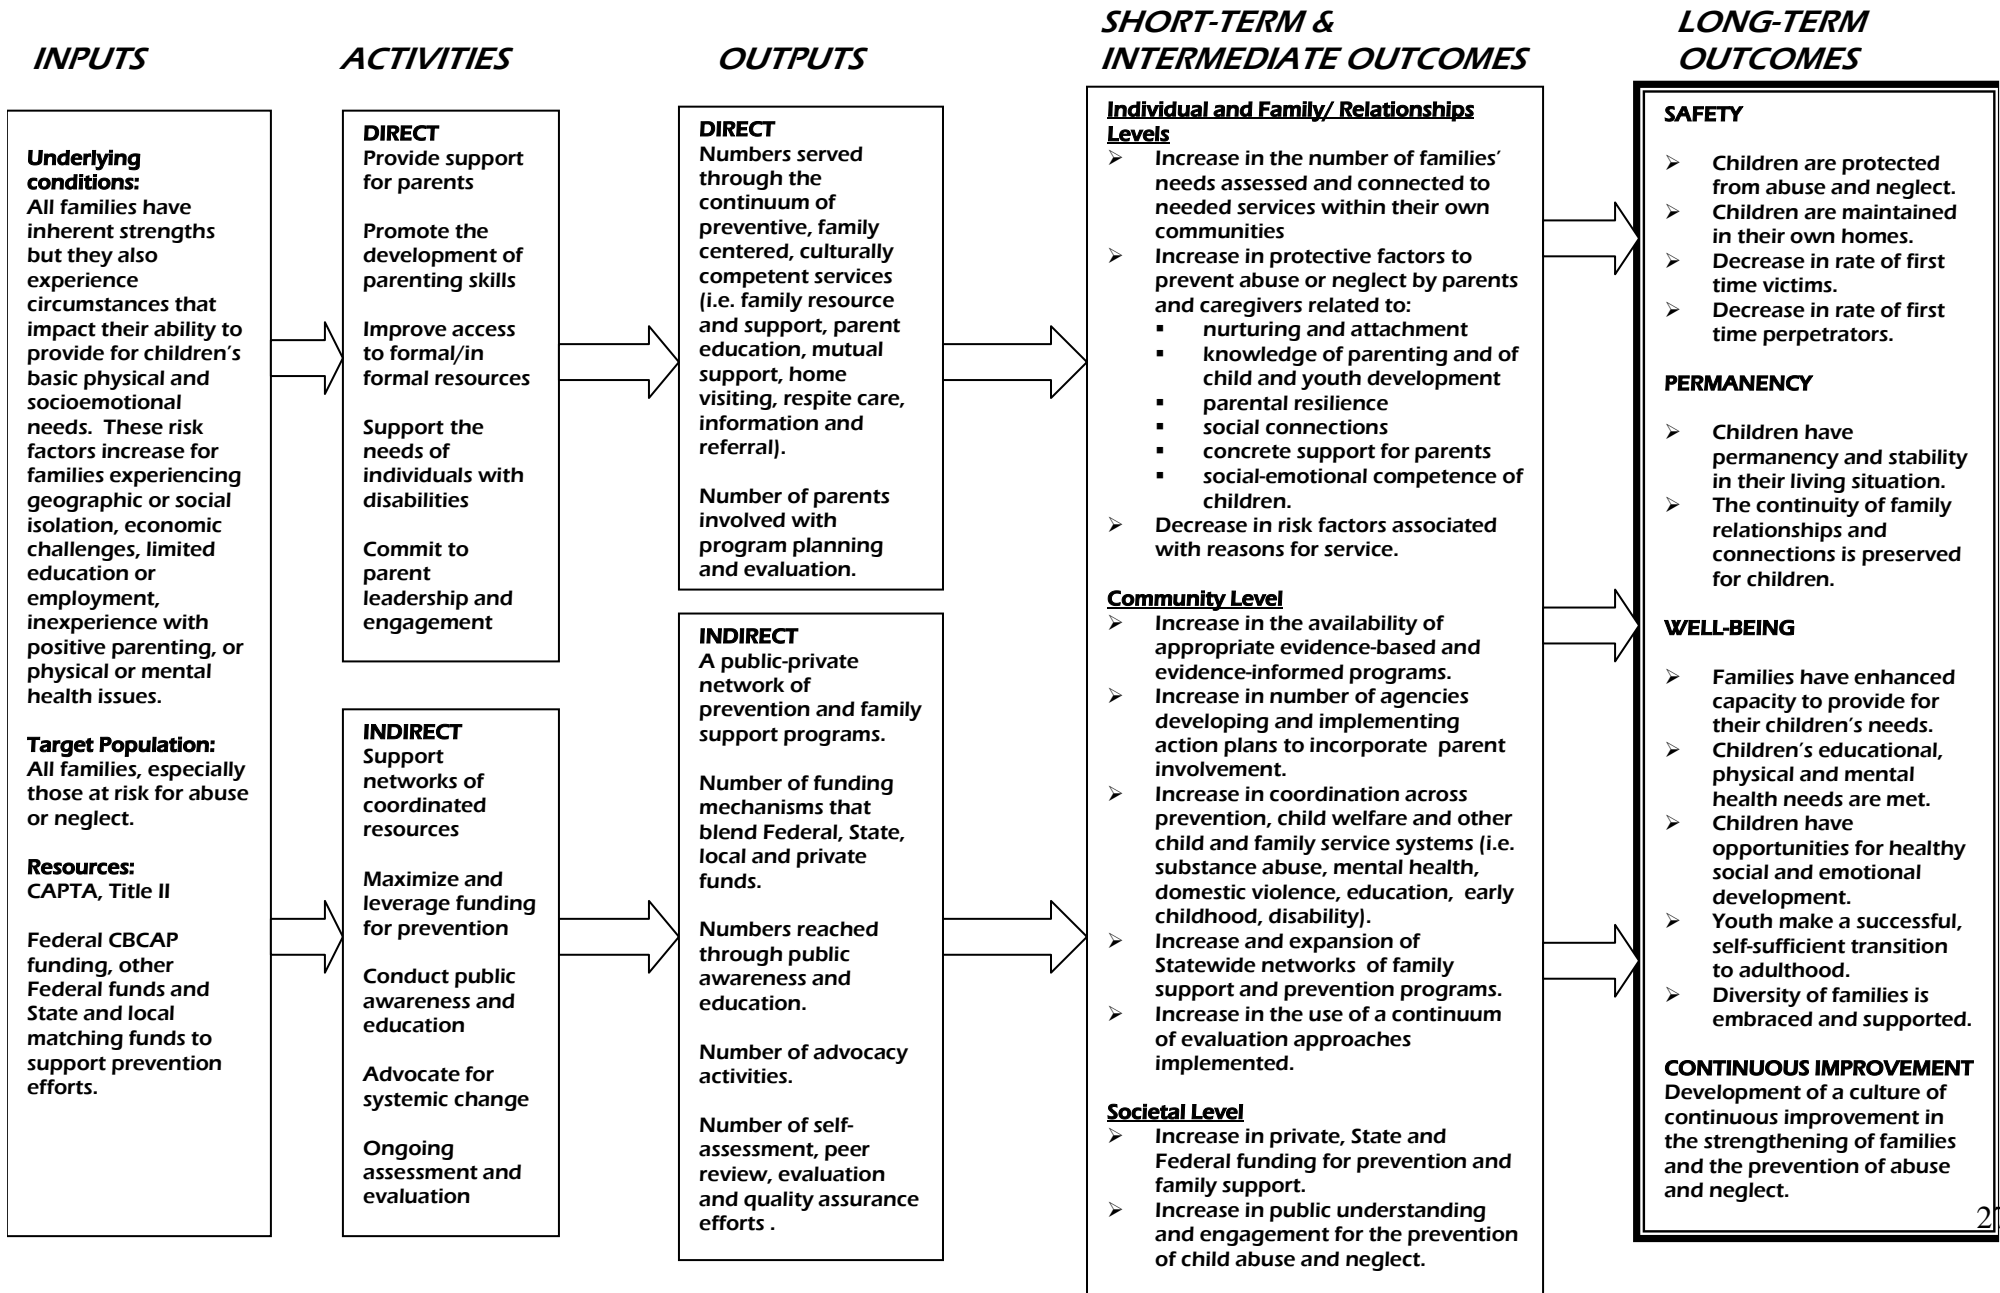 INPUTS
ACTIVITIES
OUTPUTS
SHORT-TERM &
INTERMEDIATE OUTCOMES
LONG-TERM
OUTCOMES
Underlying
conditions:
All families have
inherent strengths
but they also
experience
circumstances that
impact their ability to
provide for children's
basic physical and
socioemotional
needs. These risk
factors increase for
families experiencing
geographic or social
isolation, economic
challenges, limited
education or
employment,
inexperience with
positive parenting, or
physical or mental
health issues.
Target Population:
All families, especially
those at risk for abuse
or neglect.
Resources:
CAPTA, Title II
Federal CBCAP
funding, other
Federal funds and
State and local
matching funds to
support prevention
efforts.
DIRECT
Provide support
for parents
Promote the
development of
parenting skills
Improve access
to formal/in
formal resources
Support the
needs of
individuals with
disabilities
Commit to
parent
leadership and
engagement
INDIRECT
Support
networks of
coordinated
resources
Maximize and
leverage funding
for prevention
Conduct public
awareness and
education
Advocate for
systemic change
Ongoing
assessment and
evaluation
DIRECT
Numbers served
through the
continuum of
preventive, family
centered, culturally
competent services
(i.e. family resource
and support, parent
education, mutual
support, home
visiting, respite care,
information and
referral).
Number of parents
involved with
program planning
and evaluation.
INDIRECT
A public-private
network of
prevention and family
support programs.
Number of funding
mechanisms that
blend Federal, State,
local and private
funds.
Numbers reached
through public
awareness and
education.
Number of advocacy
activities.
Number of self-
assessment, peer
review, evaluation
and quality assurance
efforts .
Individual and Family/ Relationships
Levels
➢ Increase in the number of families'
needs assessed and connected to
needed services within their own
communities
➢ Increase in protective factors to
prevent abuse or neglect by parents
and caregivers related to:
▪ nurturing and attachment
▪ knowledge of parenting and of
child and youth development
▪ parental resilience
▪ social connections
▪ concrete support for parents
▪ social-emotional competence of
children.
➢ Decrease in risk factors associated
with reasons for service.
Community Level
➢ Increase in the availability of
appropriate evidence-based and
evidence-informed programs.
➢ Increase in number of agencies
developing and implementing
action plans to incorporate parent
involvement.
➢ Increase in coordination across
prevention, child welfare and other
child and family service systems (i.e.
substance abuse, mental health,
domestic violence, education, early
childhood, disability).
➢ Increase and expansion of
Statewide networks of family
support and prevention programs.
➢ Increase in the use of a continuum
of evaluation approaches
implemented.
Societal Level
➢ Increase in private, State and
Federal funding for prevention and
family support.
➢ Increase in public understanding
and engagement for the prevention
of child abuse and neglect.
SAFETY
➢ Children are protected
from abuse and neglect.
➢ Children are maintained
in their own homes.
➢ Decrease in rate of first
time victims.
➢ Decrease in rate of first
time perpetrators.
PERMANENCY
➢ Children have
permanency and stability
in their living situation.
➢ The continuity of family
relationships and
connections is preserved
for children.
WELL-BEING
➢ Families have enhanced
capacity to provide for
their children's needs.
➢ Children's educational,
physical and mental
health needs are met.
➢ Children have
opportunities for healthy
social and emotional
development.
➢ Youth make a successful,
self-sufficient transition
to adulthood.
➢ Diversity of families is
embraced and supported.
CONTINUOUS IMPROVEMENT
Development of a culture of
continuous improvement in
the strengthening of families
and the prevention of abuse
and neglect.
27